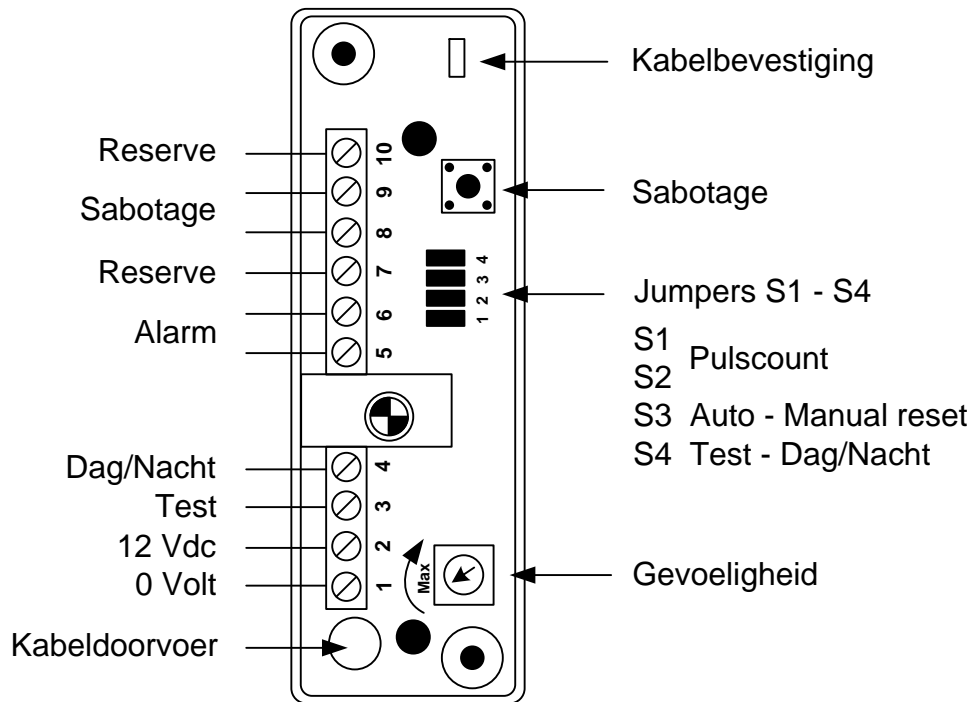 Kabelbevestiging
Reserve
10
9
Sabotage
8
Sabotage
Reserve
7
4
3
2
1
Jumpers S1 - S4
6
Alarm
5
S1
S2
Pulscount
S3 Auto - Manual reset
S4 Test - Dag/Nacht
Dag/Nacht
4
Test
3
12 Vdc
2
0 Volt
1
Max
Gevoeligheid
Kabeldoorvoer